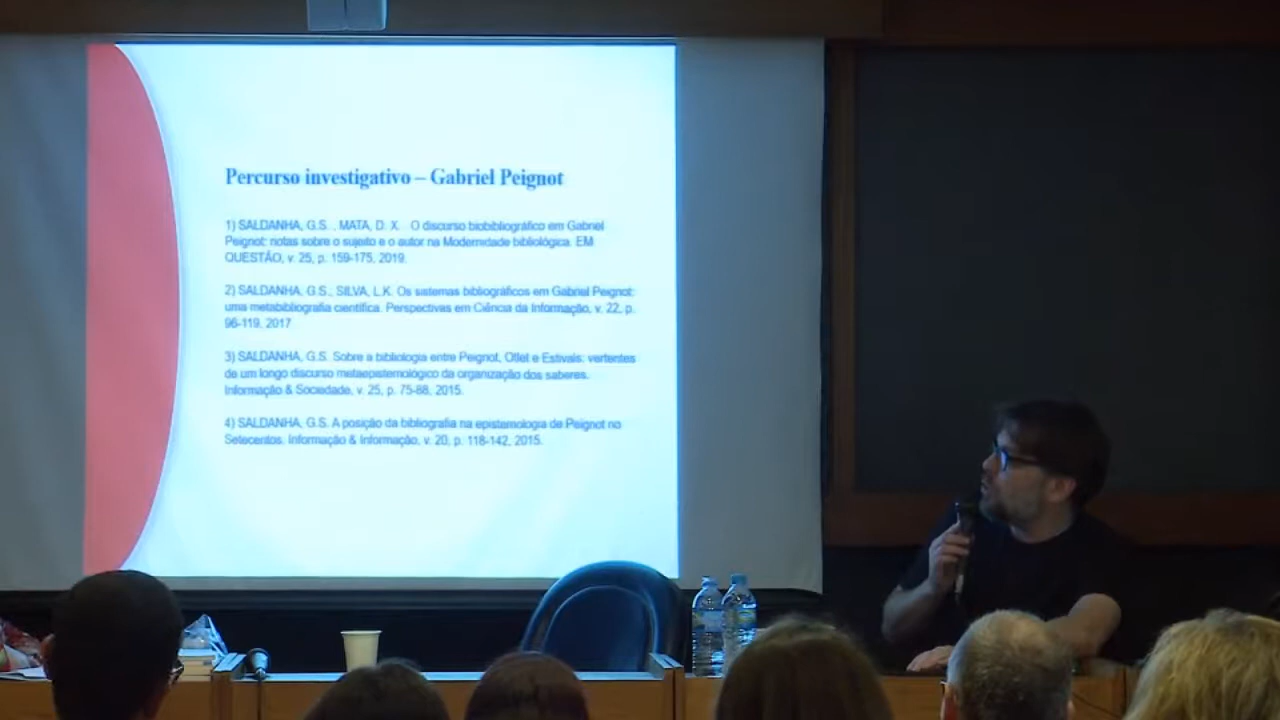 Percurso investigativo – Gabriel Peignot
1) SALDANHA, G.S. , MATA, D. X. . O discurso biobibliográfico em Gabriel
Peignot: notas sobre o sujeito e o autor na Modernidade bibliológica. EM
QUESTÃO, v. 25, p. 159-175, 2019.
2) SALDANHA, G.S., SILVA, L.K. Os sistemas bibliográficos em Gabriel Peignot:
uma metabibliografia científica. Perspectivas em Ciência da Informação, v. 22, p.
96-119, 2017
3) SALDANHA, G.S. Sobre a bibliologia entre Peignot, Otlet e Estivals: vertentes
de um longo discurso metaepistemológico da organização dos saberes.
Informação & Sociedade, v. 25, p. 75-88, 2015.
4) SALDANHA, G.S. A posição da bibliografia na epistemologia de Peignot no
Setecentos. Informação & Informação, v. 20, p. 118-142, 2015.